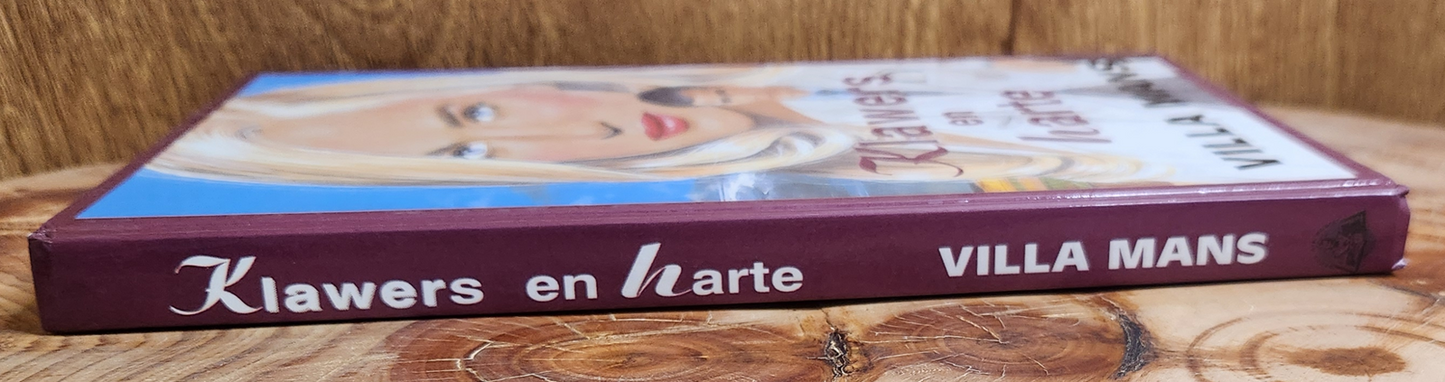 Klawers en harte VILLA MANS
Klawers
en
harte
VILLA MANS